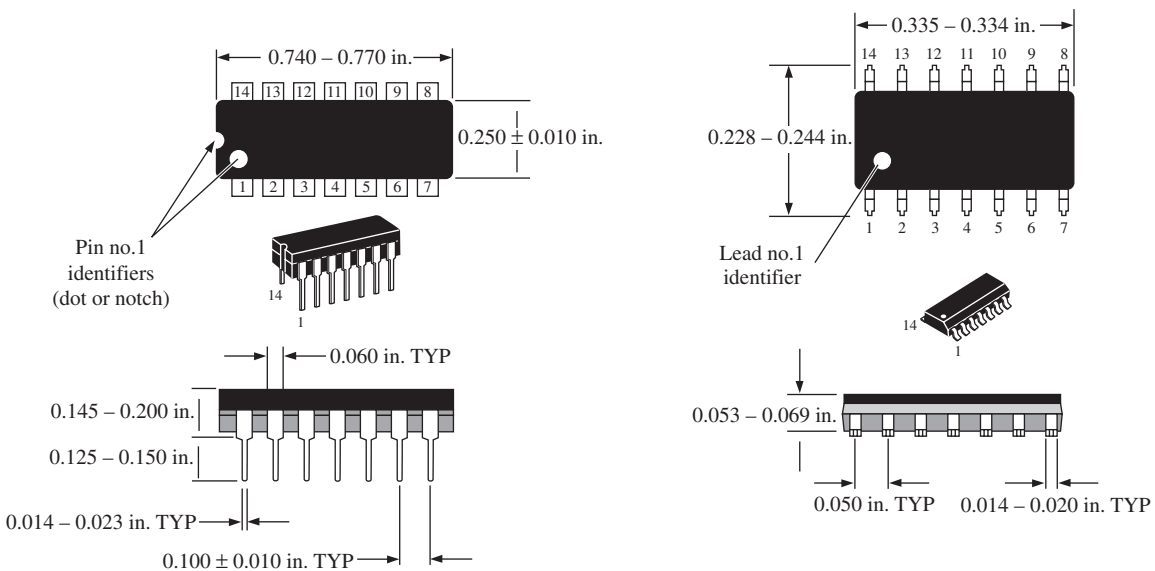 0.740 – 0.770 in.
14 13 12 11 10 9 8
0.250 ± 0.010 in.
1 2 3 4 5 6 7
Pin no.1
identifiers
(dot or notch)
14
1
0.060 in. TYP
0.145 – 0.200 in.
0.125 – 0.150 in.
0.014 – 0.023 in. TYP
0.100 ± 0.010 in. TYP
0.335 – 0.334 in.
14 13 12 11 10 9 8
0.228 – 0.244 in.
1 2 3 4 5 6 7
Lead no.1
identifier
14
1
0.053 – 0.069 in.
0.050 in. TYP
0.014 – 0.020 in. TYP